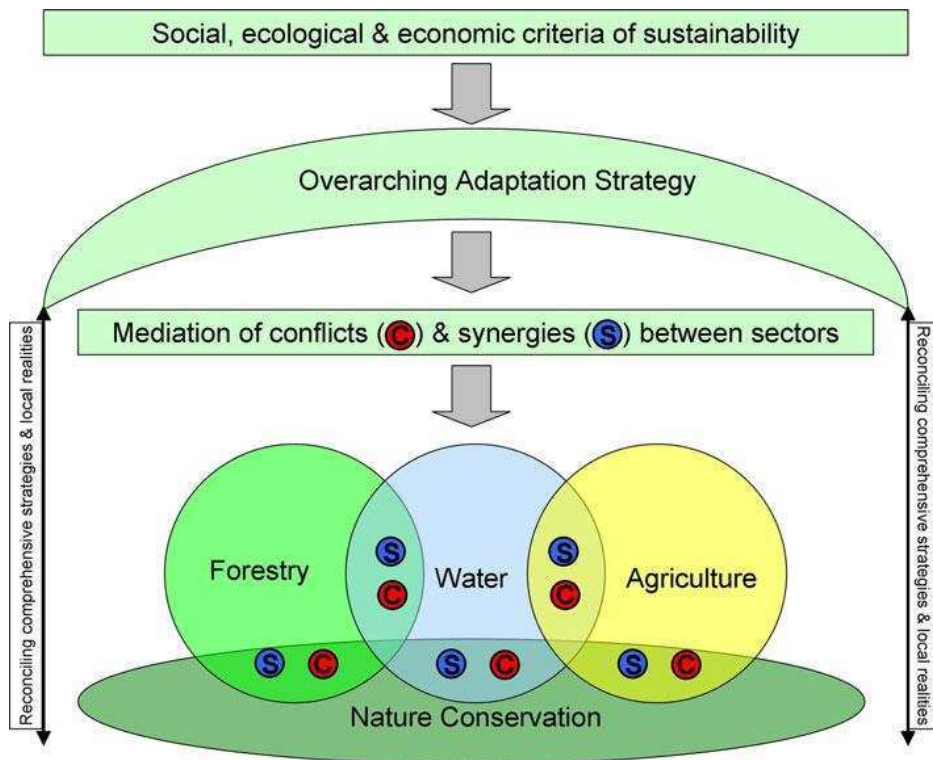 Social, ecological & economic criteria of sustainability
Overarching Adaptation Strategy
Mediation of conflicts (C) & synergies (S) between sectors
Reconciling comprehensive strategies & local realities
Reconciling comprehensive strategies & local realities
S
S
C
C
Forestry
Water
Agriculture
S C
S C
S C
Nature Conservation